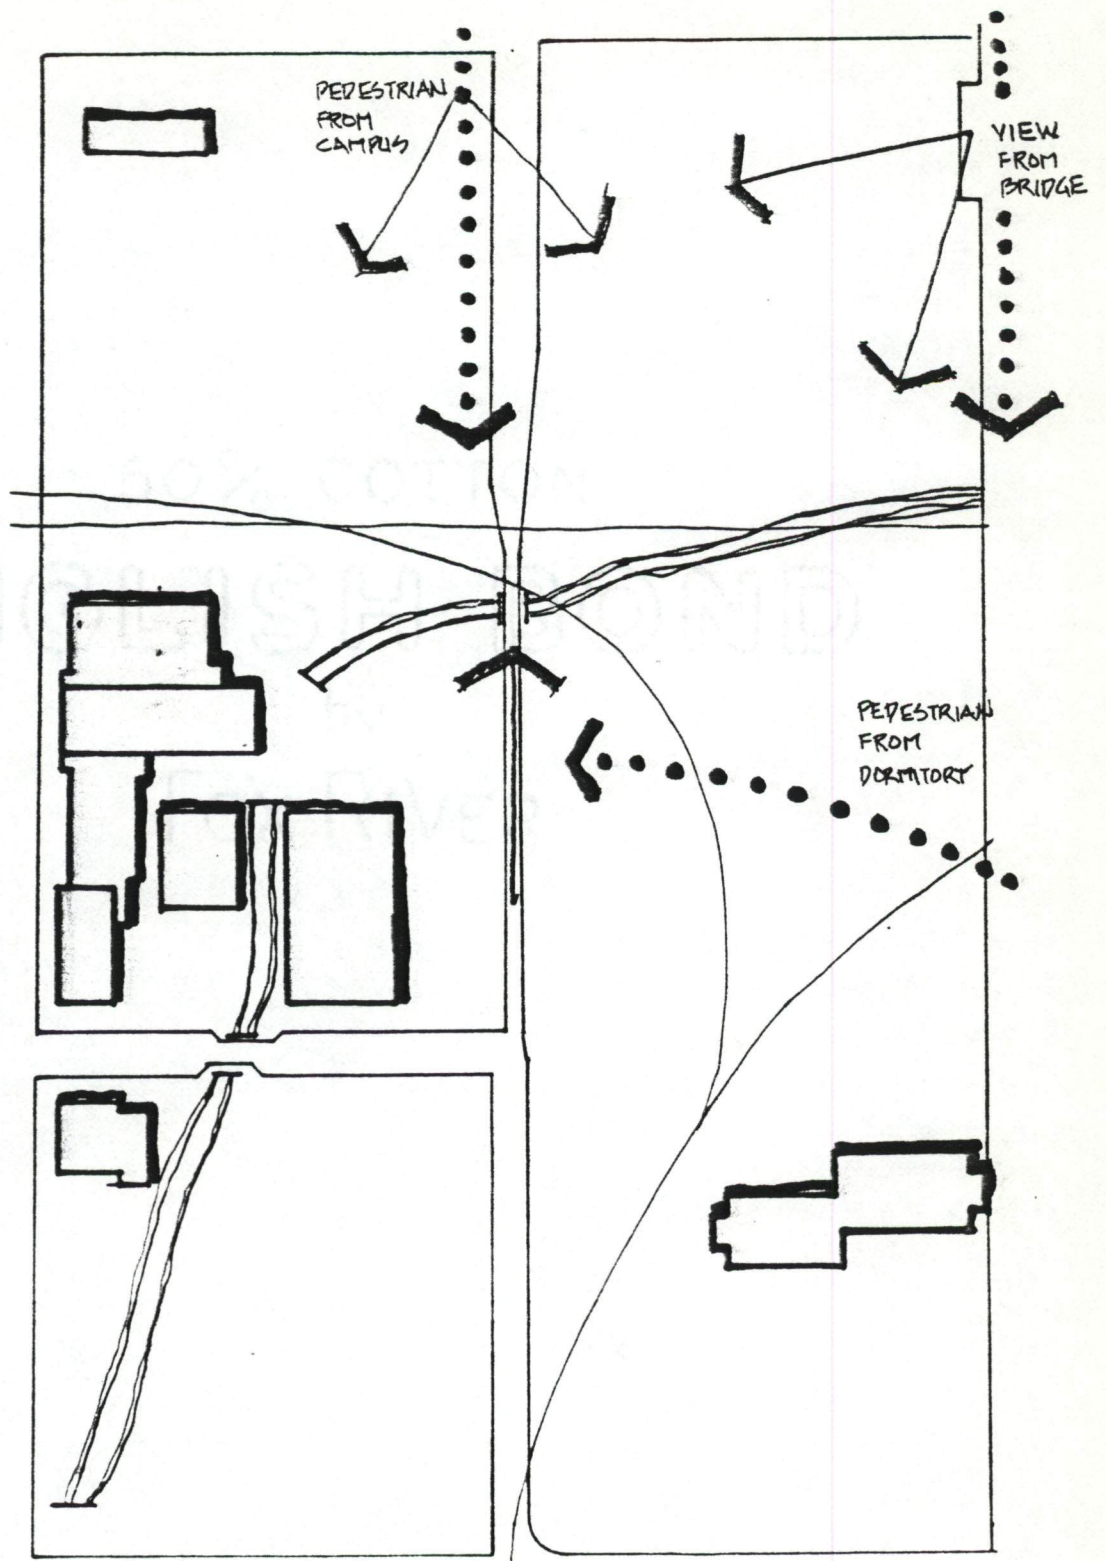 PEDESTRIAN
FROM
CAMPUS
VIEW
FROM
BRIDGE
PEDESTRIAN
FROM
DORMITORY